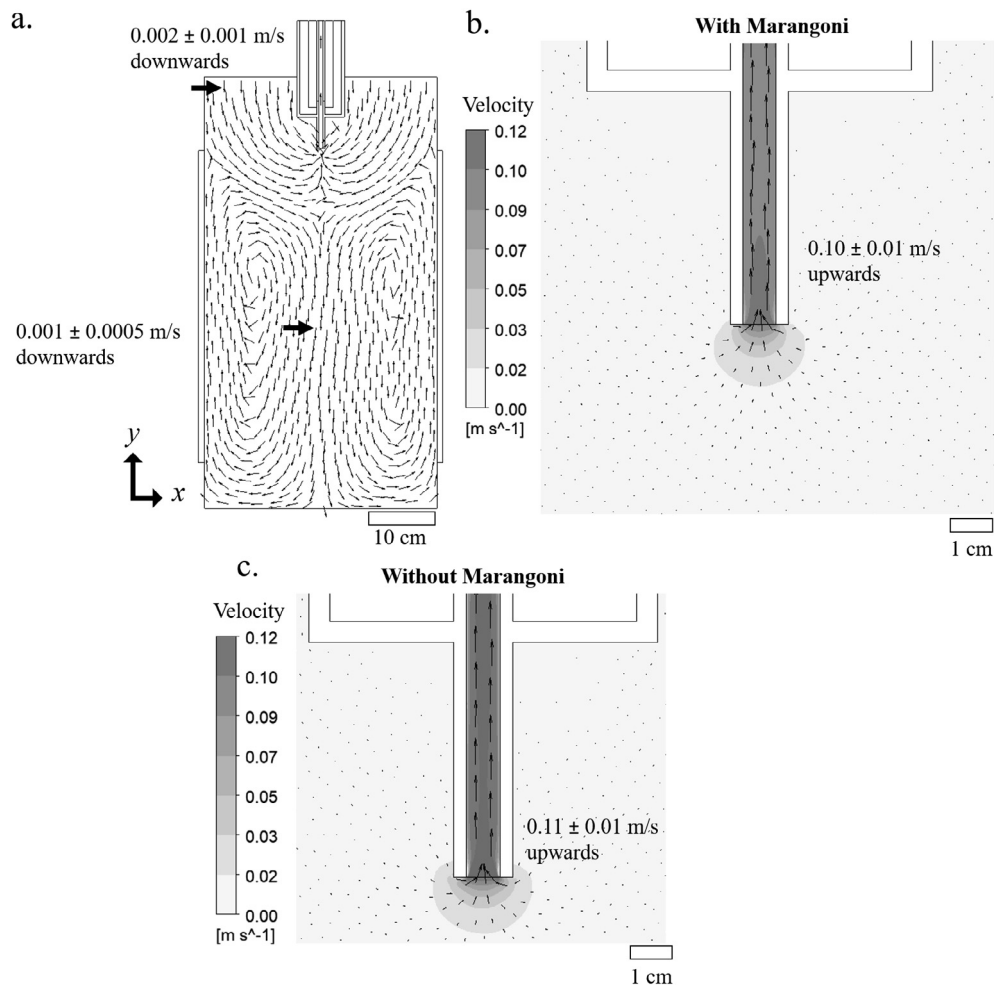 a.
0.002 ± 0.001 m/s
downwards
0.001 ± 0.0005 m/s
downwards
y
x
10 cm
b.
With Marangoni
Velocity
0.12
0.10
0.09
0.07
0.05
0.03
0.02
0.00
[m s^-1]
0.10 ± 0.01 m/s
upwards
1 cm
c.
Without Marangoni
Velocity
0.12
0.10
0.09
0.07
0.05
0.03
0.02
0.00
[m s^-1]
0.11 ± 0.01 m/s
upwards
1 cm